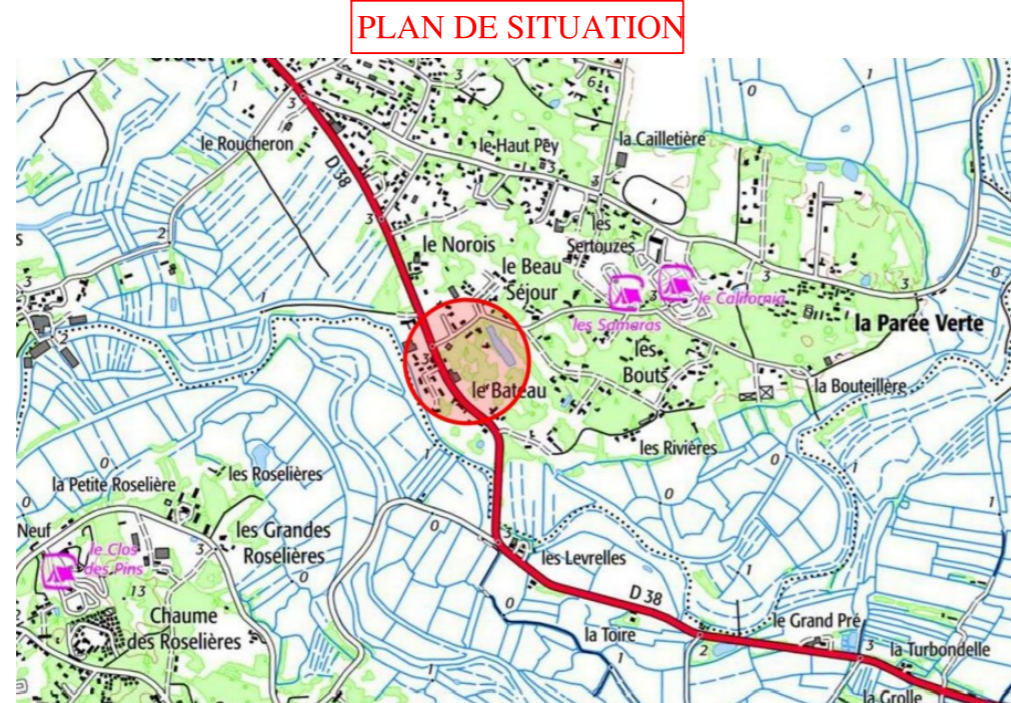 PLAN DE SITUATION
le Roucheron
D 38
le Haut Pey
la Cailletière
le Norois
les
Sertouzes
le Beau
Séjour
les Samaras
le California
la Parée Verte
les
Bouts
le Bateau
la Bouteillère
les Rivières
la Petite Roselière
les Roselières
Neuf
les Grandes
Roselières
le Clos
des Pins
les Levrelles
Chaume
des Roselières
D 38
la Toire
le Grand Pré
la Turbondelle
la Grolle